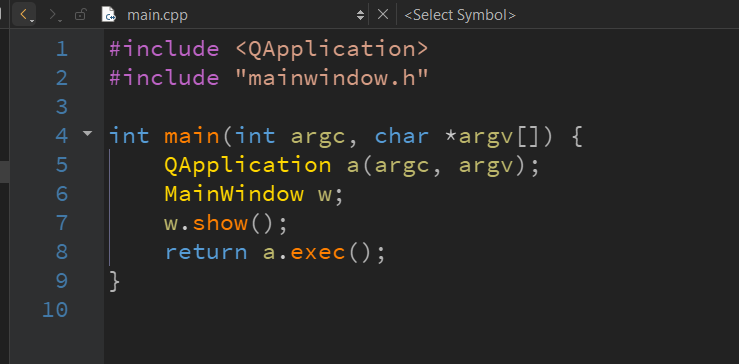 main.cpp <Select Symbol>
1 #include <QApplication>
2 #include "mainwindow.h"
3
4 int main(int argc, char *argv[]) {
5     QApplication a(argc, argv);
6     MainWindow w;
7     w.show();
8     return a.exec();
9 }
10